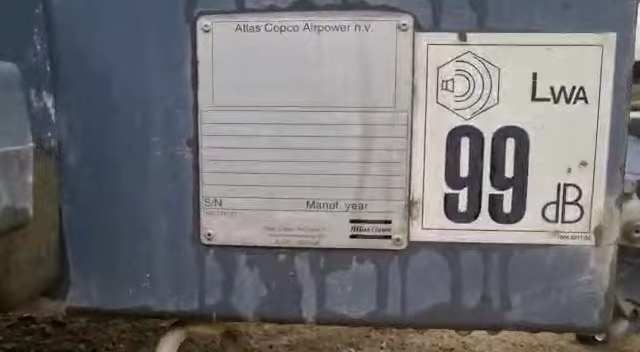 Atlas Copco Airpower n.v.
S/N Manuf. year
Atlas Copco
LWA
99
dB